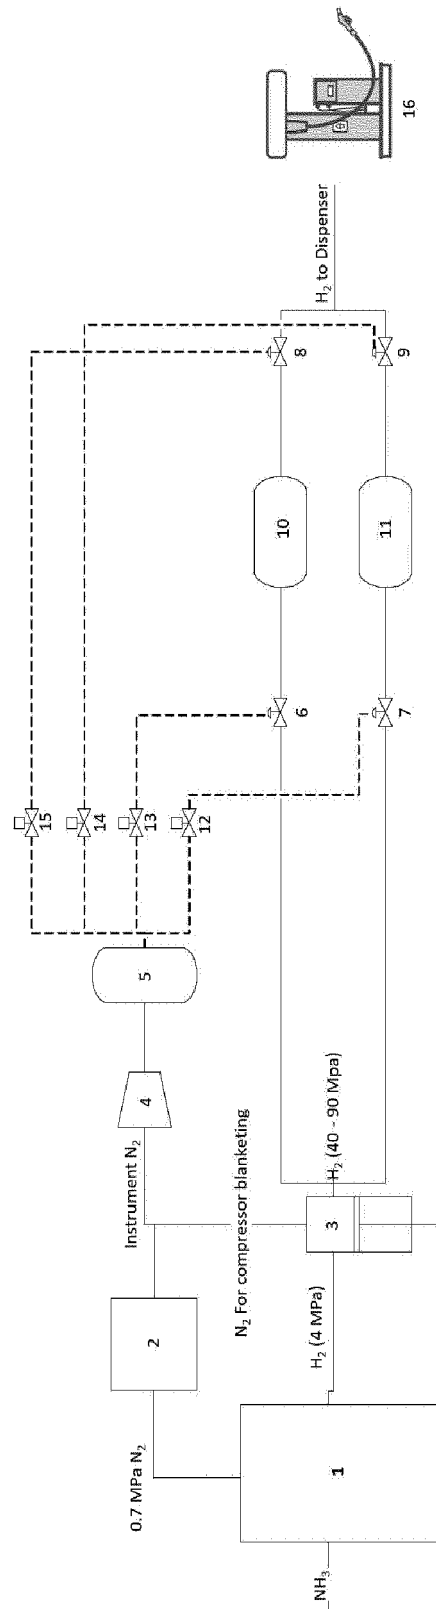 NH₃
1
0.7 MPa N₂
2
H₂ (4 MPa)
3
N₂ For compressor blanketing
Instrument N₂
H₂ (40 - 90 Mpa)
4
5
15
14
13
12
6
7
10
11
8
9
H₂ to Dispenser
16